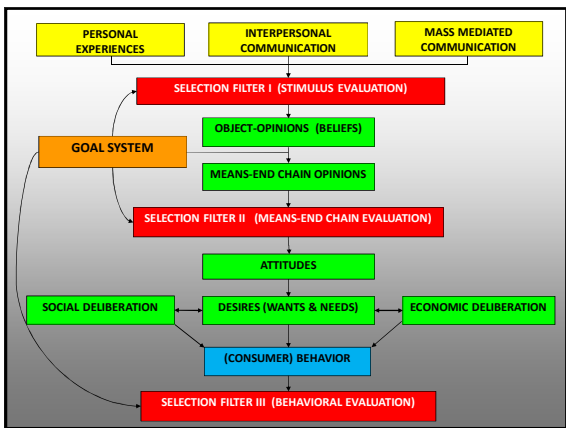 PERSONAL
EXPERIENCES
INTERPERSONAL
COMMUNICATION
MASS MEDIATED
COMMUNICATION
SELECTION FILTER I (STIMULUS EVALUATION)
OBJECT-OPINIONS (BELIEFS)
GOAL SYSTEM
MEANS-END CHAIN OPINIONS
SELECTION FILTER II (MEANS-END CHAIN EVALUATION)
ATTITUDES
SOCIAL DELIBERATION
DESIRES (WANTS & NEEDS)
ECONOMIC DELIBERATION
(CONSUMER) BEHAVIOR
SELECTION FILTER III (BEHAVIORAL EVALUATION)